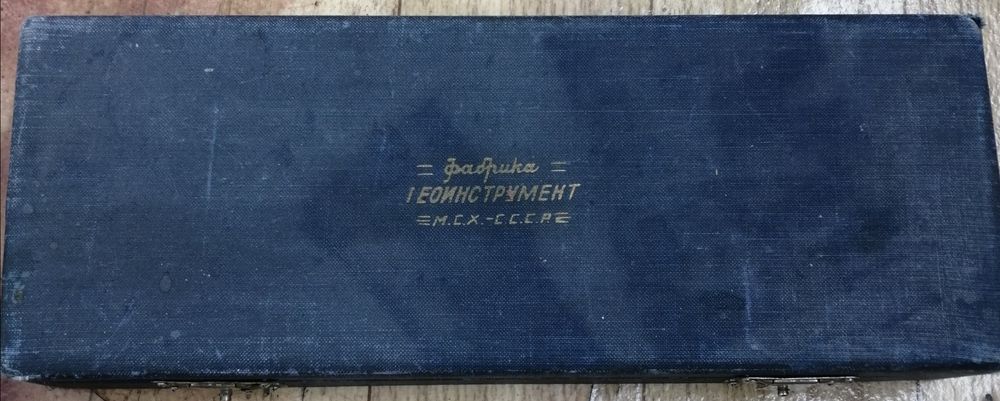 = фабрика =
ГЕОИНСТРУМЕНТ
≡М.С.Х.-С.С.С.Р.≡